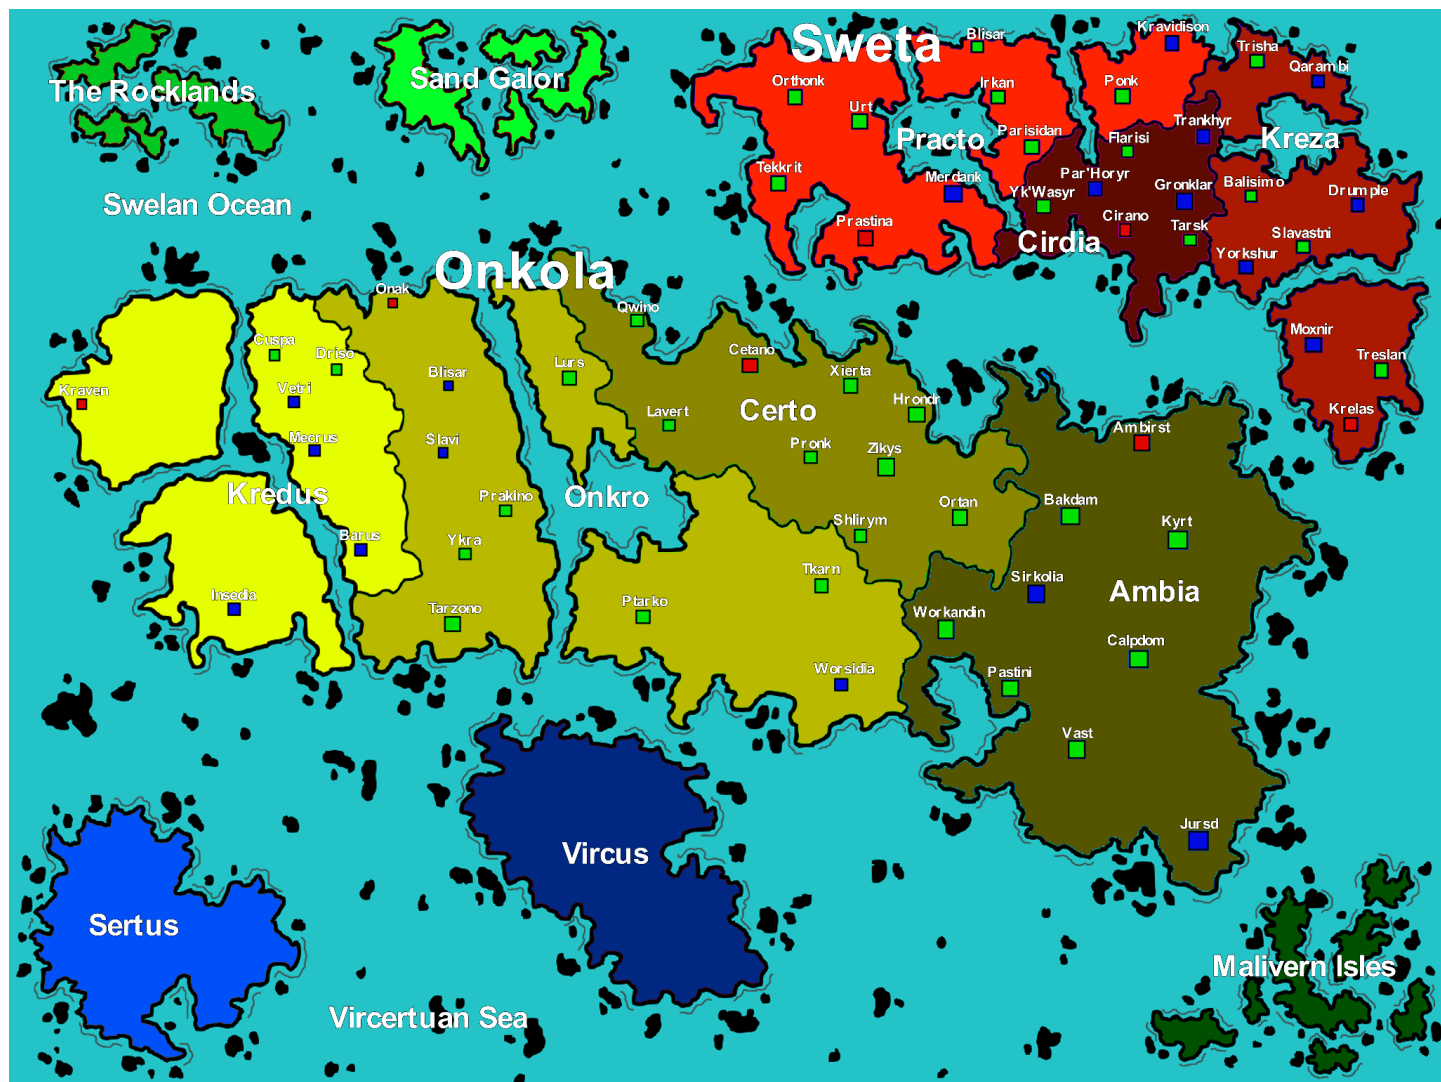 Sweta
Kravidison
Blisar
Trisha
Qarambi
The Rocklands
Sand Galor
Orthonk
Irkan
Ponk
Urt
Trankhyr
Parisidan
Practo
Flarisi
Kreza
Tekkrit
Merdank
Par'Horyr
Gronklar
Balisimo
Drumple
Yk'Wasyr
Swelan Ocean
Prastina
Cirano
Tarsk
Slavastni
Cirdia
Yorkshur
Onkola
Onak
Qwino
Moxnir
Cuspa
Driso
Cetano
Treslan
Lurs
Blisar
Xierta
Kraven
Vetri
Hrondr
Lavert
Certo
Krelas
Ambirst
Mecrus
Slavi
Pronk
Zikys
Kredus
Prakino
Onkro
Ortan
Bakdam
Shlirym
Kyrt
Barus
Ykra
Tkarn
Sirkolia
Ambia
Insedia
Tarzono
Ptarko
Workandin
Calpdom
Worsidia
Pastini
Vast
Jursd
Vircus
Sertus
Malivern Isles
Vircertuan Sea